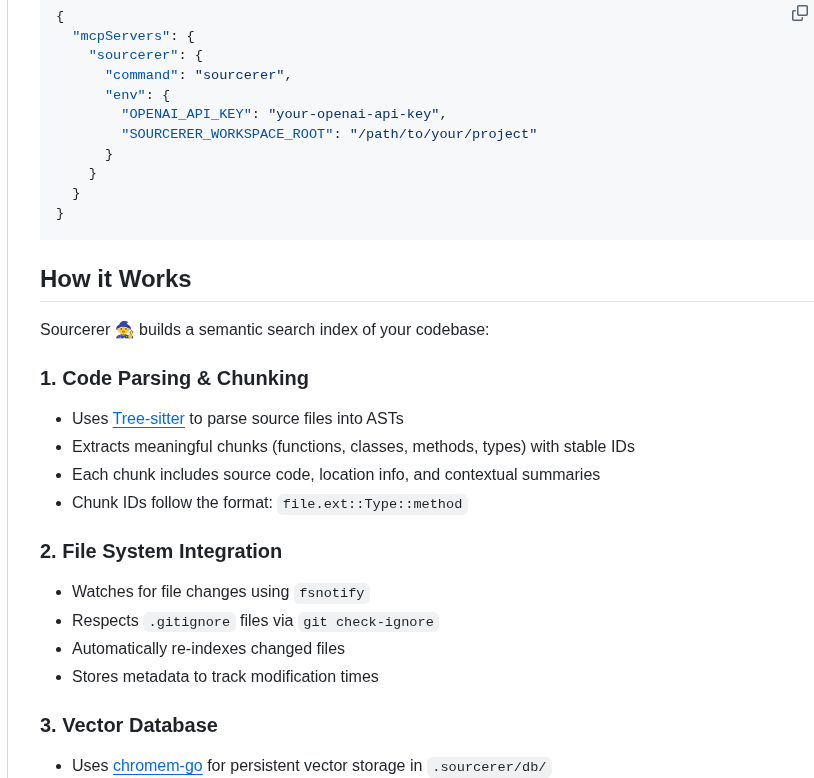 {
  "mcpServers": {
    "sourcerer": {
      "command": "sourcerer",
      "env": {
        "OPENAI_API_KEY": "your-openai-api-key",
        "SOURCERER_WORKSPACE_ROOT": "/path/to/your/project"
      }
    }
  }
}
How it Works
Sourcerer 🧙 builds a semantic search index of your codebase:
1. Code Parsing & Chunking
• Uses Tree-sitter to parse source files into ASTs
• Extracts meaningful chunks (functions, classes, methods, types) with stable IDs
• Each chunk includes source code, location info, and contextual summaries
• Chunk IDs follow the format: file.ext::Type::method
2. File System Integration
• Watches for file changes using fsnotify
• Respects .gitignore files via git check-ignore
• Automatically re-indexes changed files
• Stores metadata to track modification times
3. Vector Database
• Uses chromem-go for persistent vector storage in .sourcerer/db/